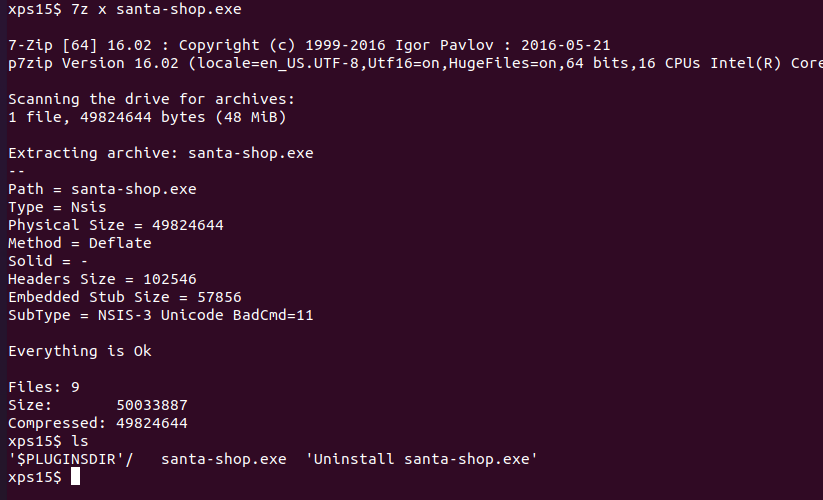 xps15$ 7z x santa-shop.exe
7-Zip [64] 16.02 : Copyright (c) 1999-2016 Igor Pavlov : 2016-05-21
p7zip Version 16.02 (locale=en_US.UTF-8,Utf16=on,HugeFiles=on,64 bits,16 CPUs Intel(R) Core
Scanning the drive for archives:
1 file, 49824644 bytes (48 MiB)
Extracting archive: santa-shop.exe
--
Path = santa-shop.exe
Type = Nsis
Physical Size = 49824644
Method = Deflate
Solid = -
Headers Size = 102546
Embedded Stub Size = 57856
SubType = NSIS-3 Unicode BadCmd=11
Everything is Ok
Files: 9
Size:       50033887
Compressed: 49824644
xps15$ ls
'$PLUGINSDIR'/   santa-shop.exe  'Uninstall santa-shop.exe'
xps15$